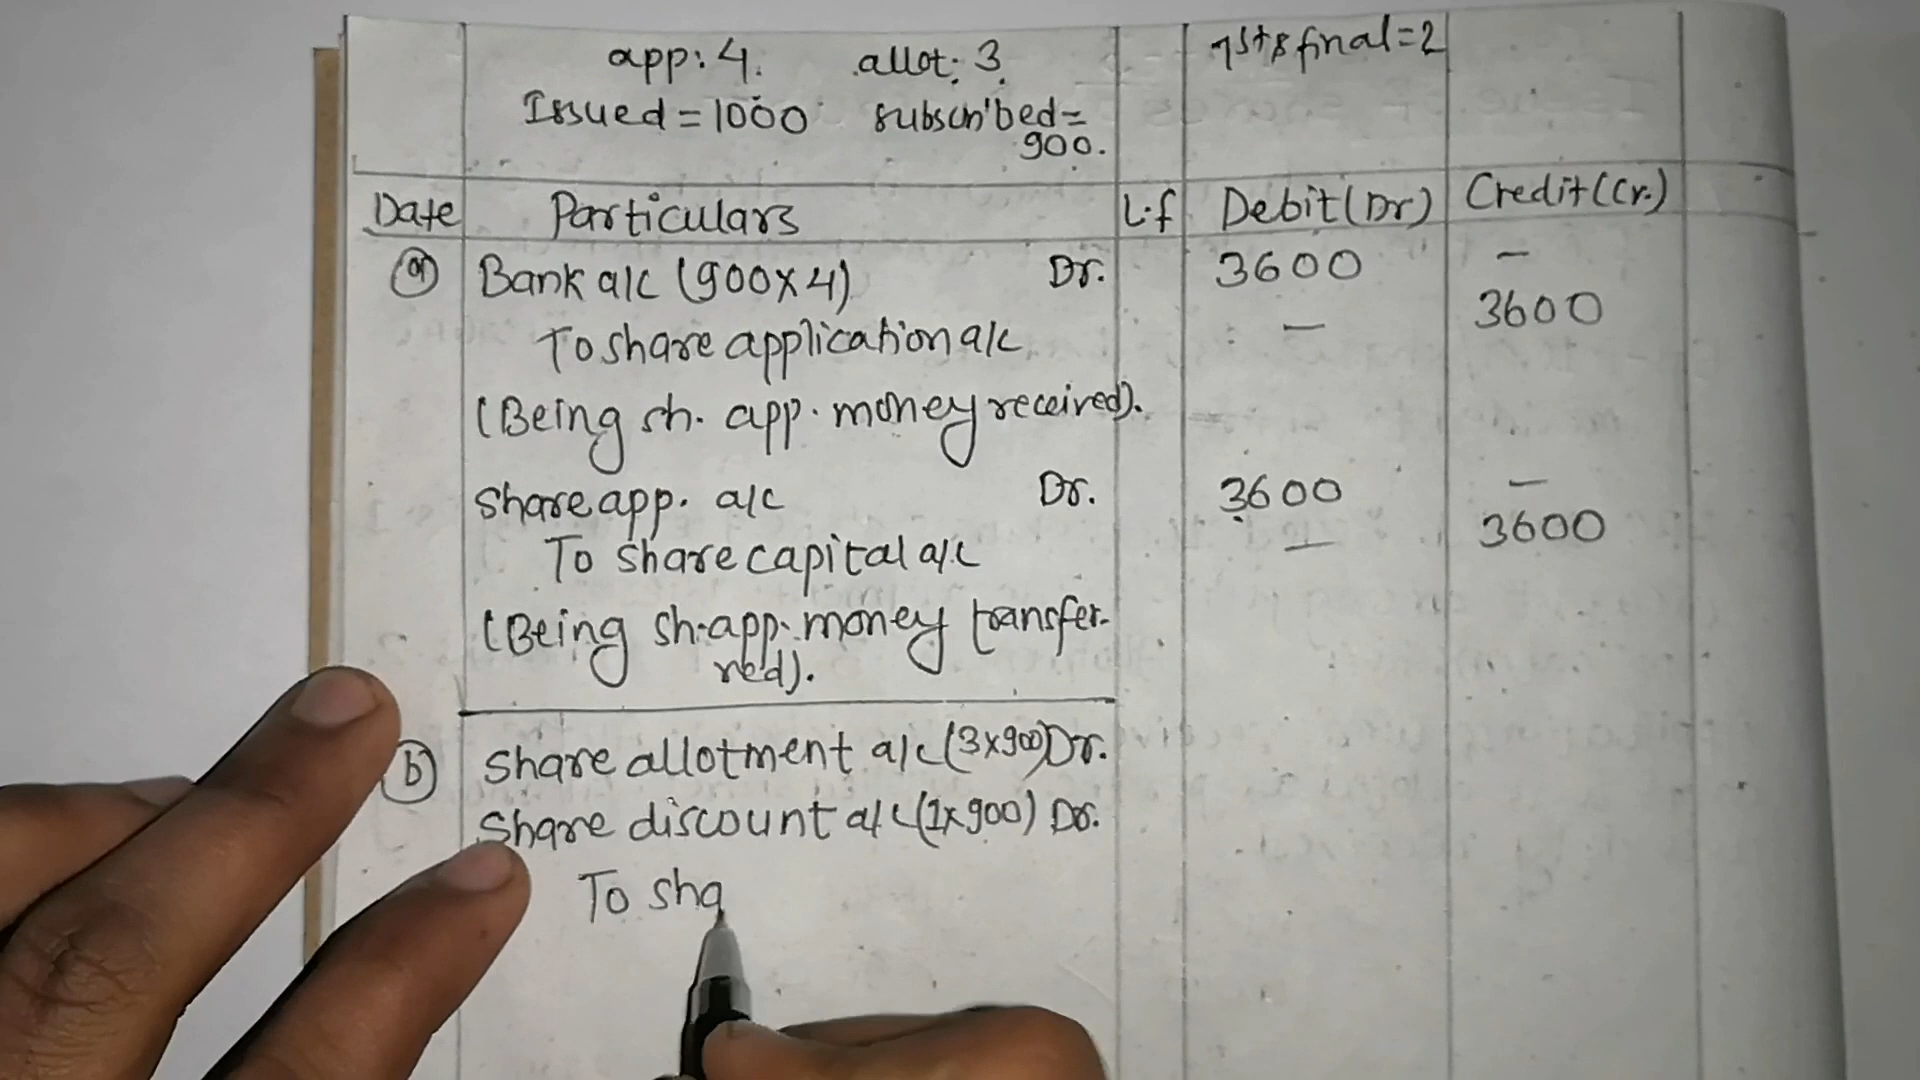 app: 4. allot: 3 1st & final = 2
Issued = 1000 subscribed =
900.
Date Particulars L.f Debit (Dr) Credit (Cr.)
(a) Bank a/c (900x4) Dr. 3600 —
To share application a/c — 3600
(Being sh. app. money received).
Share app. a/c Dr. 3600 —
To share capital a/c — 3600
(Being sh. app. money transfer-
red).
(b) Share allotment a/c (3x900) Dr.
Share discount a/c (1x900) Dr.
To sha